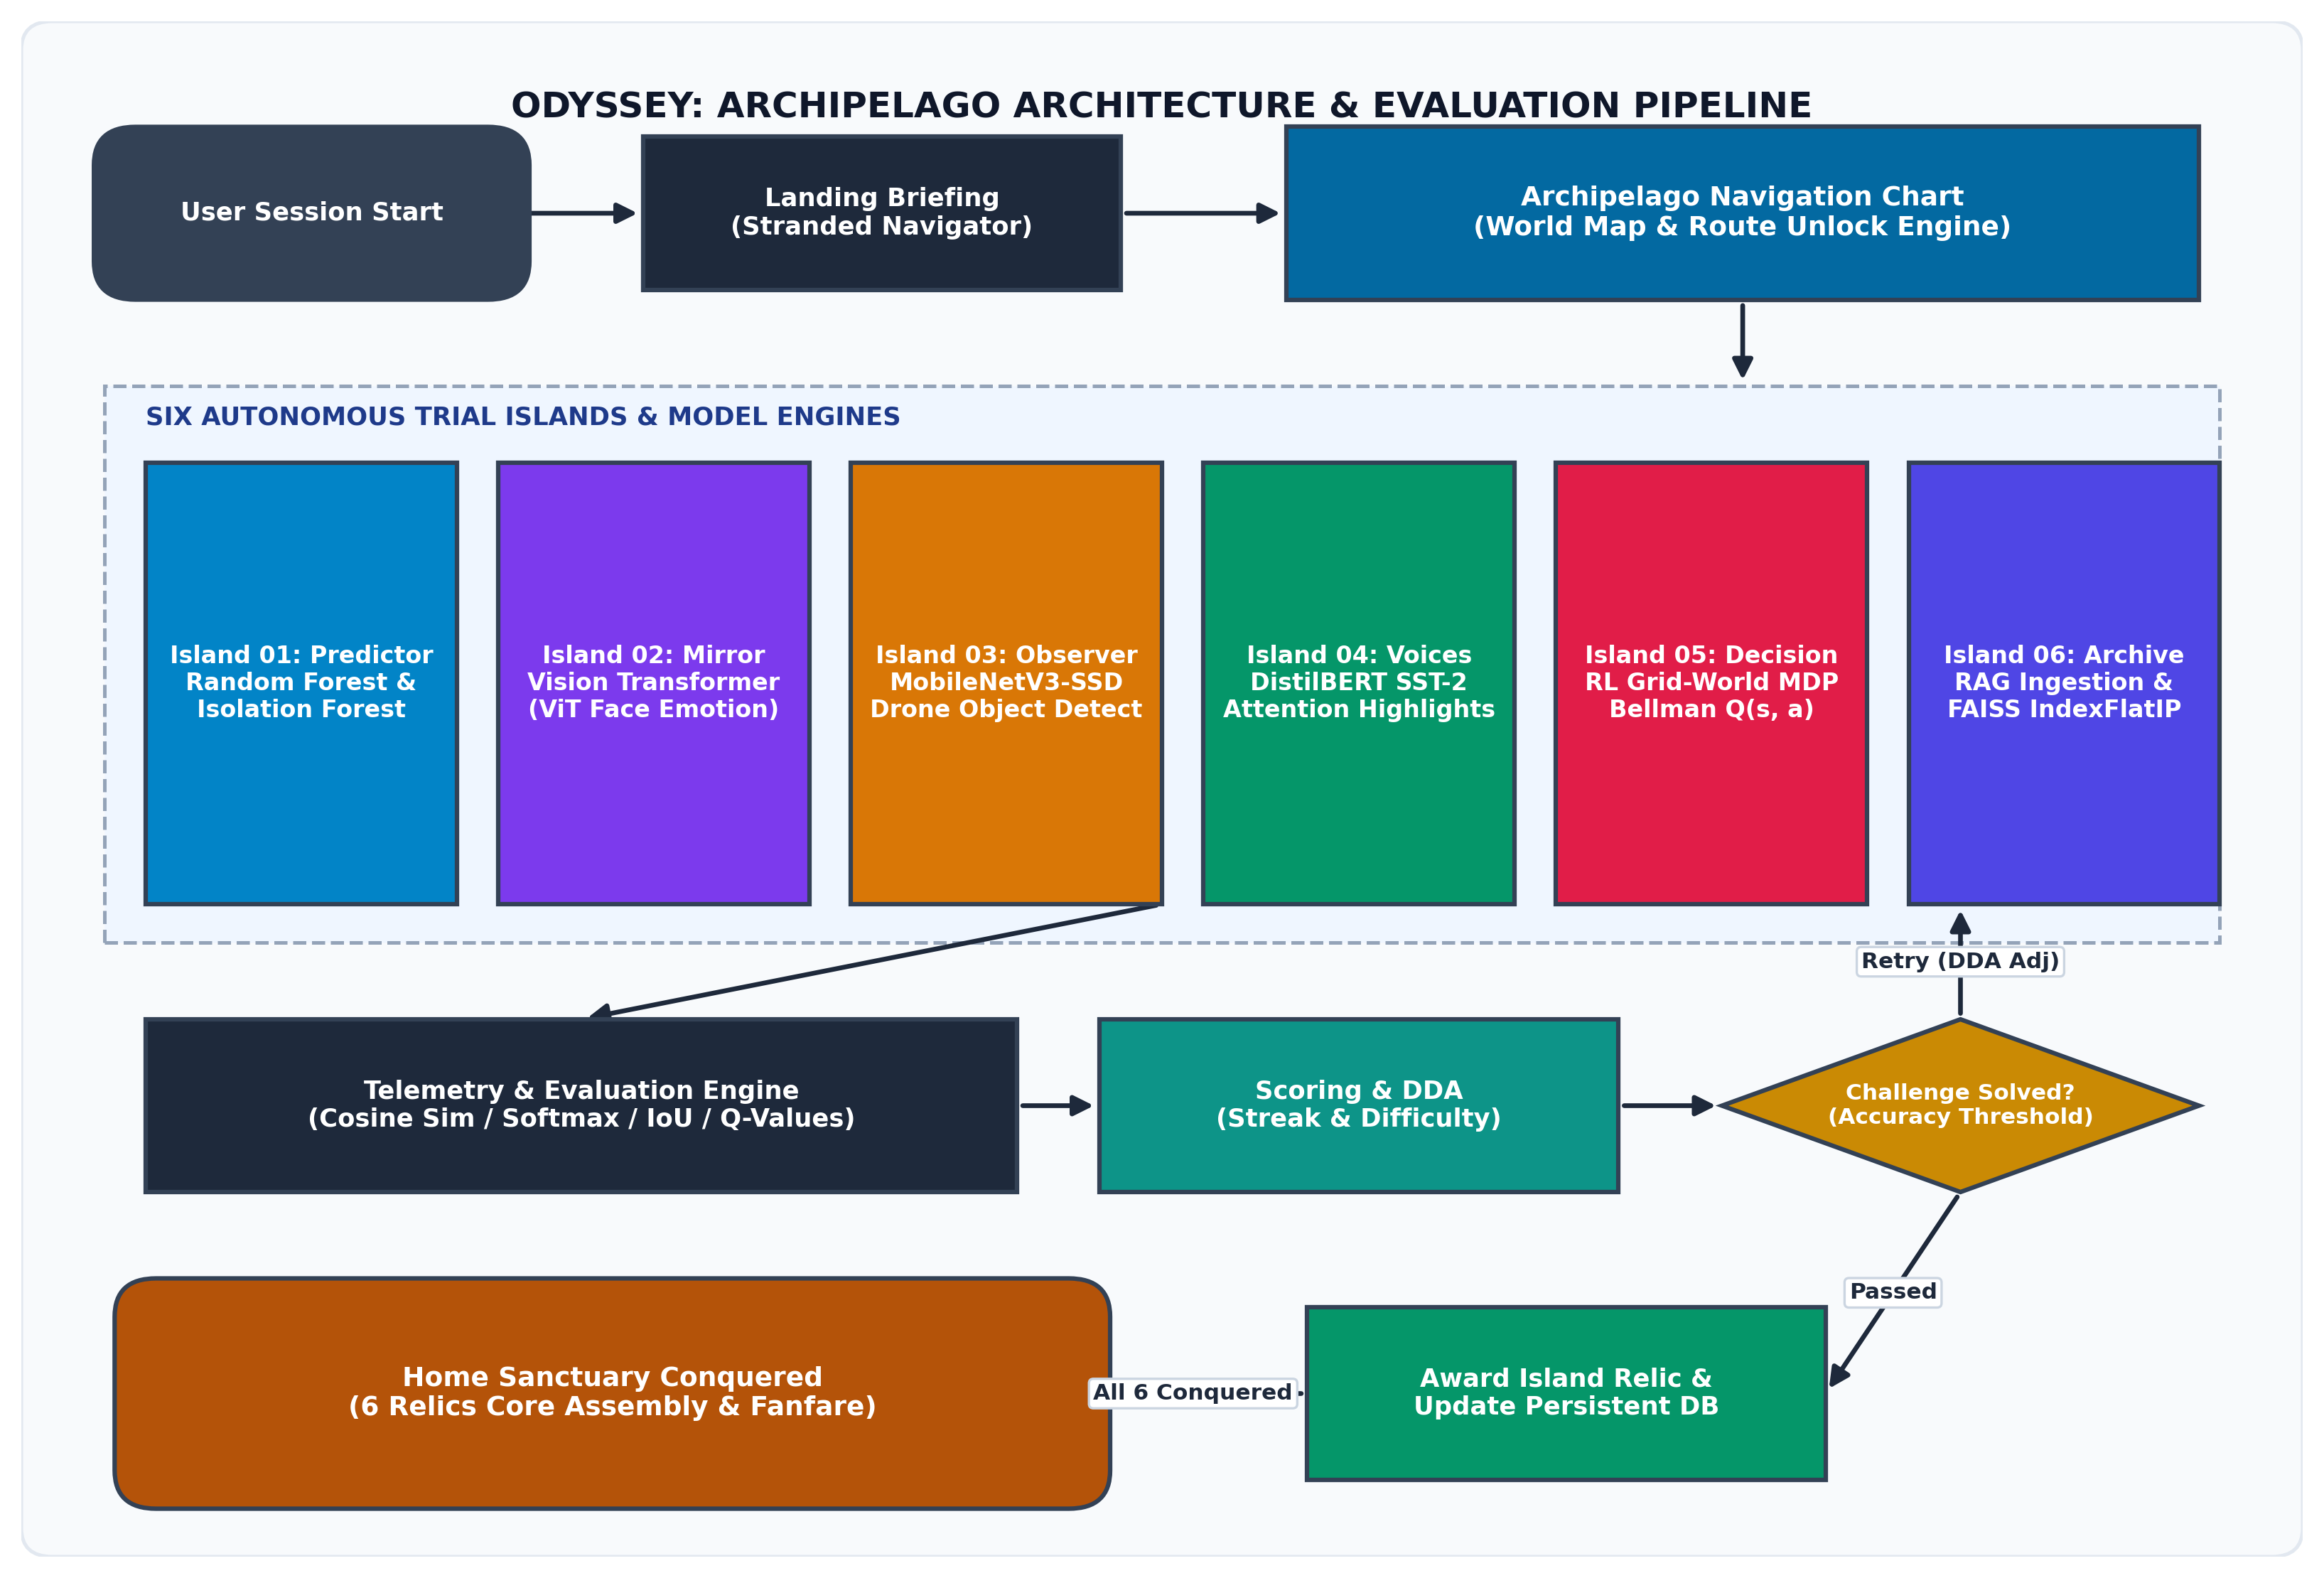 ODYSSEY: ARCHIPELAGO ARCHITECTURE & EVALUATION PIPELINE
User Session Start
Landing Briefing
(Stranded Navigator)
Archipelago Navigation Chart
(World Map & Route Unlock Engine)
SIX AUTONOMOUS TRIAL ISLANDS & MODEL ENGINES
Island 01: Predictor
Random Forest &
Isolation Forest
Island 02: Mirror
Vision Transformer
(ViT Face Emotion)
Island 03: Observer
MobileNetV3-SSD
Drone Object Detect
Island 04: Voices
DistilBERT SST-2
Attention Highlights
Island 05: Decision
RL Grid-World MDP
Bellman Q(s, a)
Island 06: Archive
RAG Ingestion &
FAISS IndexFlatIP
Retry (DDA Adj)
Telemetry & Evaluation Engine
(Cosine Sim / Softmax / IoU / Q-Values)
Scoring & DDA
(Streak & Difficulty)
Challenge Solved?
(Accuracy Threshold)
Passed
Home Sanctuary Conquered
(6 Relics Core Assembly & Fanfare)
All 6 Conquered
Award Island Relic &
Update Persistent DB